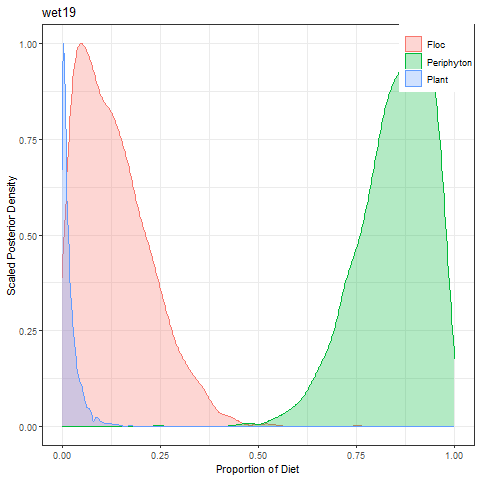 wet19
Floc
Periphyton
Plant
1.00
0.75
0.50
0.25
0.00
Scaled Posterior Density
0.00 0.25 0.50 0.75 1.00
Proportion of Diet